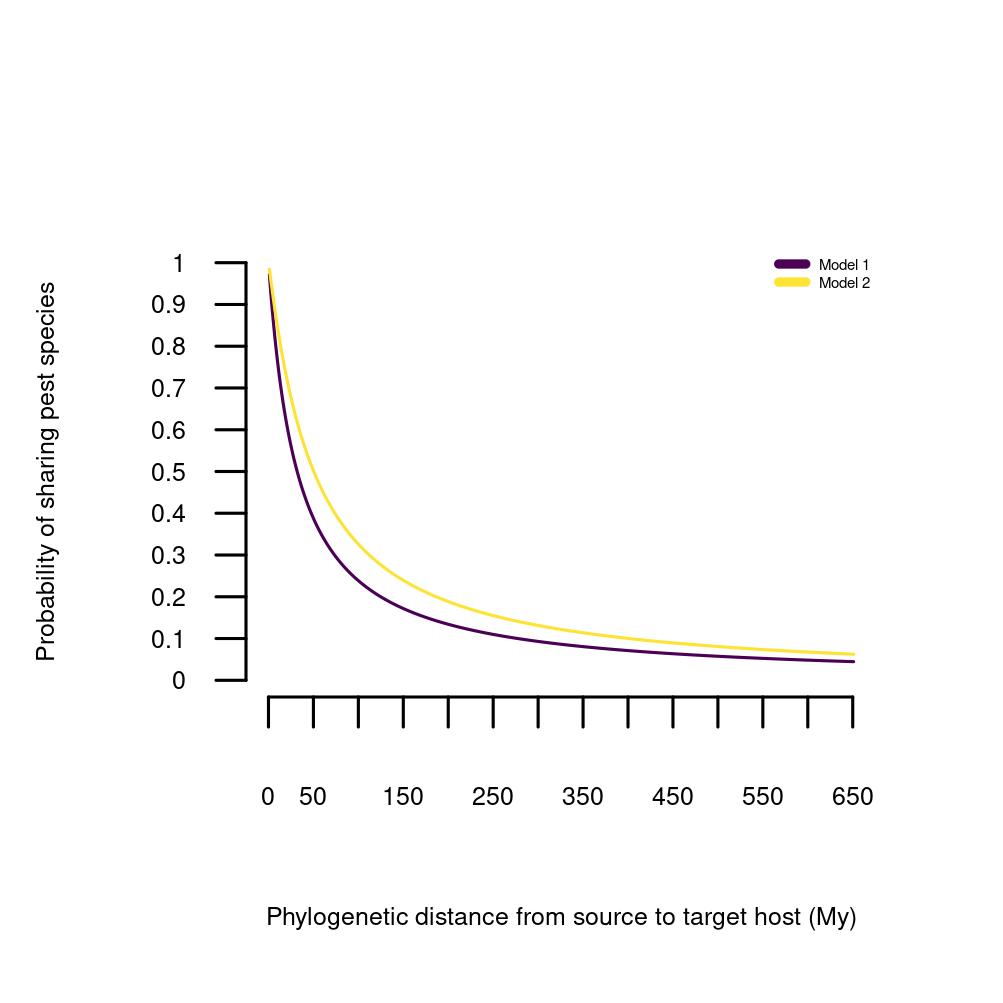 Probability of sharing pest species
1
0.9
0.8
0.7
0.6
0.5
0.4
0.3
0.2
0.1
0
Model 1
Model 2
0 50 150 250 350 450 550 650
Phylogenetic distance from source to target host (My)